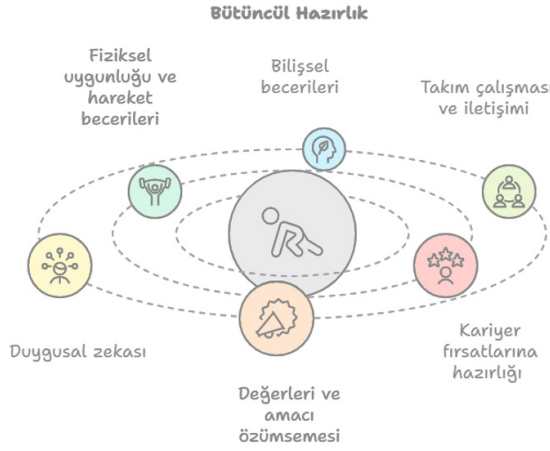 Bütüncül Hazırlık
Fiziksel
uygunluğu ve
hareket
becerileri
Bilişsel
becerileri
Takım çalışması
ve iletişimi
Duygusal zekası
Değerleri ve
amacı
özümsemesi
Kariyer
fırsatlarına
hazırlığı